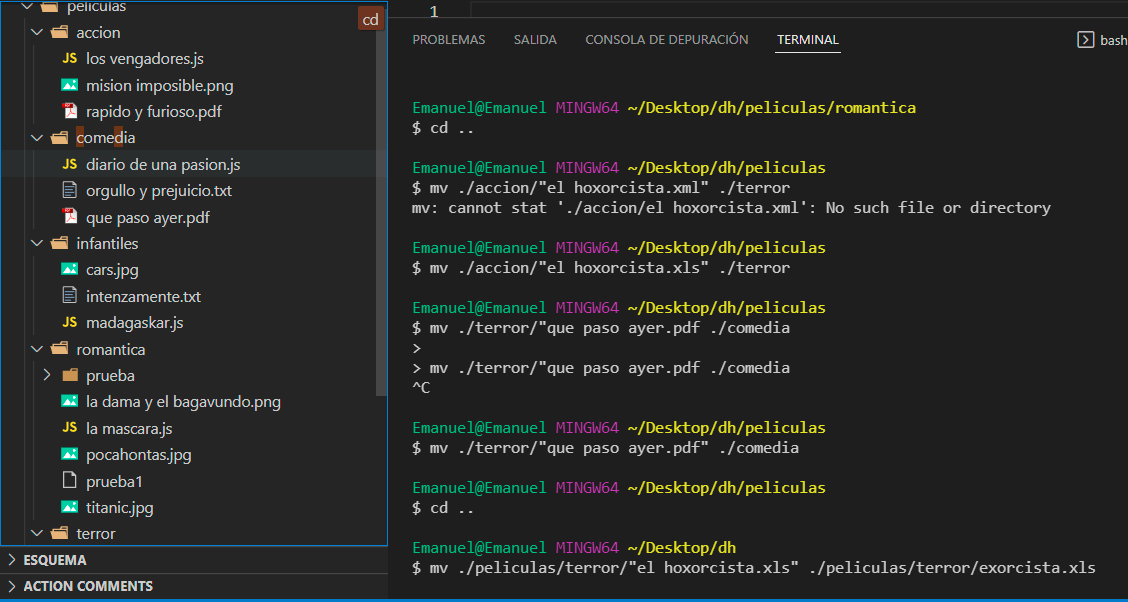 peliculas
accion
JS los vengadores.js
mision imposible.png
rapido y furioso.pdf
comedia
JS diario de una pasion.js
orgullo y prejuicio.txt
que paso ayer.pdf
infantiles
cars.jpg
intenzamente.txt
JS madagaskar.js
romantica
prueba
la dama y el bagavundo.png
JS la mascara.js
pocahontas.jpg
prueba1
titanic.jpg
terror
ESQUEMA
ACTION COMMENTS
cd
1
PROBLEMAS SALIDA CONSOLA DE DEPURACIÓN TERMINAL bash
Emanuel@Emanuel MINGW64 ~/Desktop/dh/peliculas/romantica
$ cd ..
Emanuel@Emanuel MINGW64 ~/Desktop/dh/peliculas
$ mv ./accion/"el hoxorcista.xml" ./terror
mv: cannot stat './accion/el hoxorcista.xml': No such file or directory
Emanuel@Emanuel MINGW64 ~/Desktop/dh/peliculas
$ mv ./accion/"el hoxorcista.xls" ./terror
Emanuel@Emanuel MINGW64 ~/Desktop/dh/peliculas
$ mv ./terror/"que paso ayer.pdf ./comedia
>
> mv ./terror/"que paso ayer.pdf ./comedia
^C
Emanuel@Emanuel MINGW64 ~/Desktop/dh/peliculas
$ mv ./terror/"que paso ayer.pdf" ./comedia
Emanuel@Emanuel MINGW64 ~/Desktop/dh/peliculas
$ cd ..
Emanuel@Emanuel MINGW64 ~/Desktop/dh
$ mv ./peliculas/terror/"el hoxorcista.xls" ./peliculas/terror/exorcista.xls